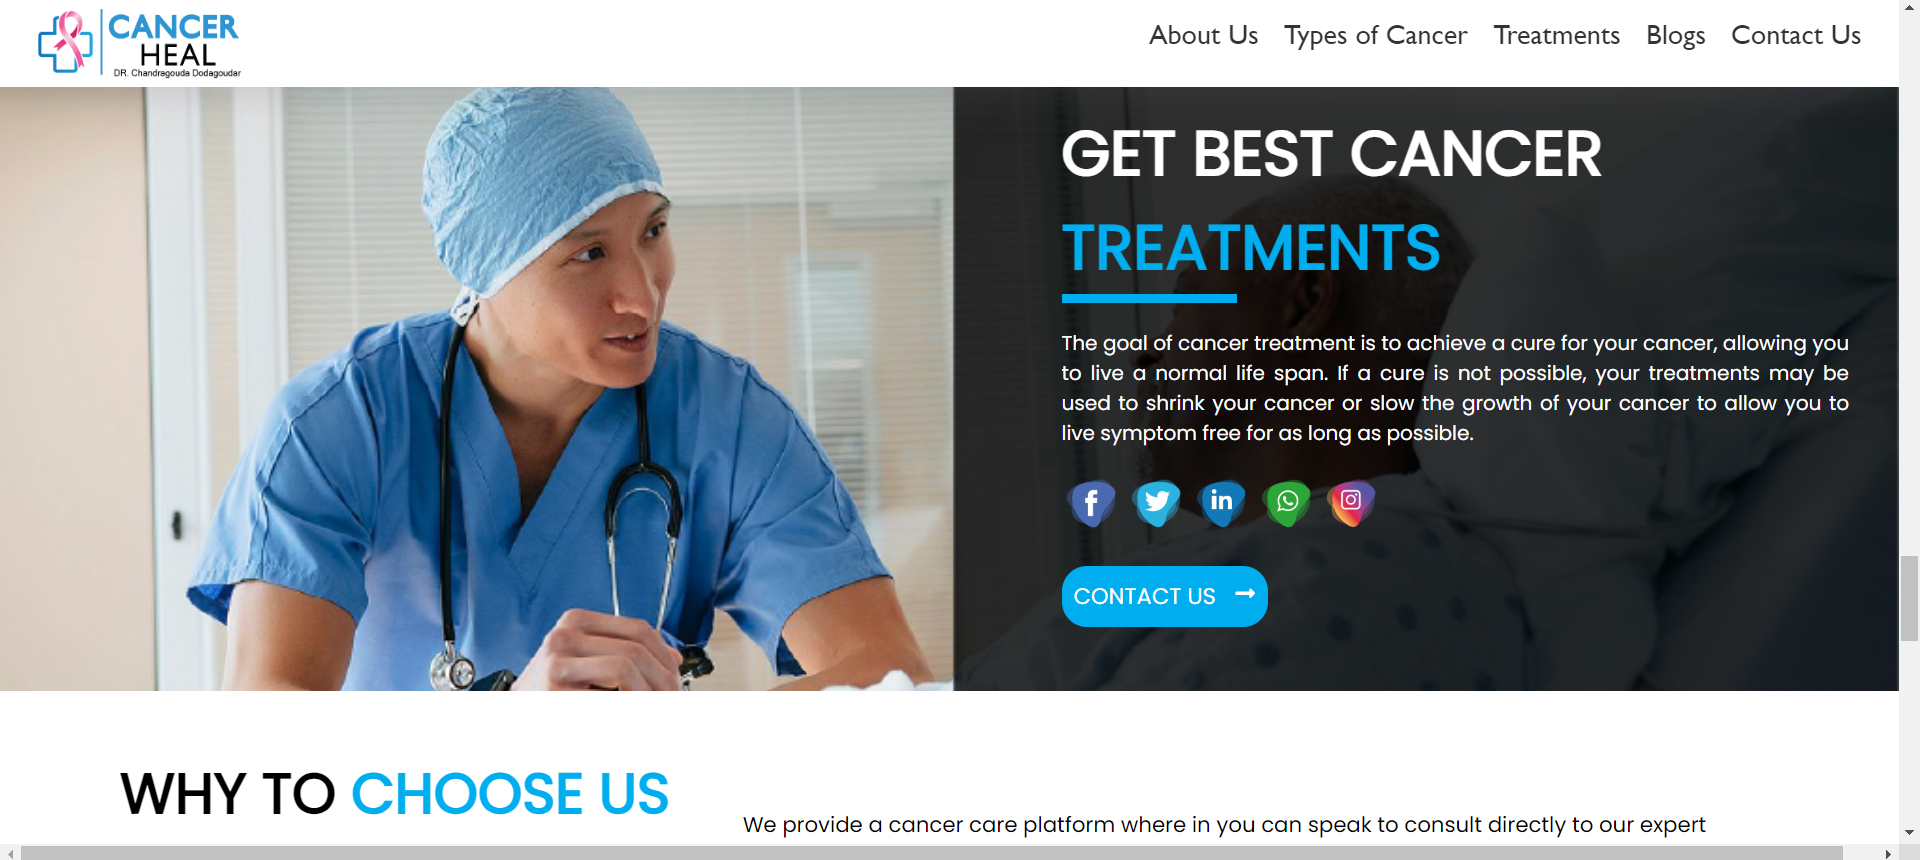 CANCER
HEAL
DR. Chandragouda Dodagoudar
About Us Types of Cancer Treatments Blogs Contact Us
GET BEST CANCER
TREATMENTS
The goal of cancer treatment is to achieve a cure for your cancer, allowing you
to live a normal life span. If a cure is not possible, your treatments may be
used to shrink your cancer or slow the growth of your cancer to allow you to
live symptom free for as long as possible.
CONTACT US
WHY TO CHOOSE US
We provide a cancer care platform where in you can speak to consult directly to our expert